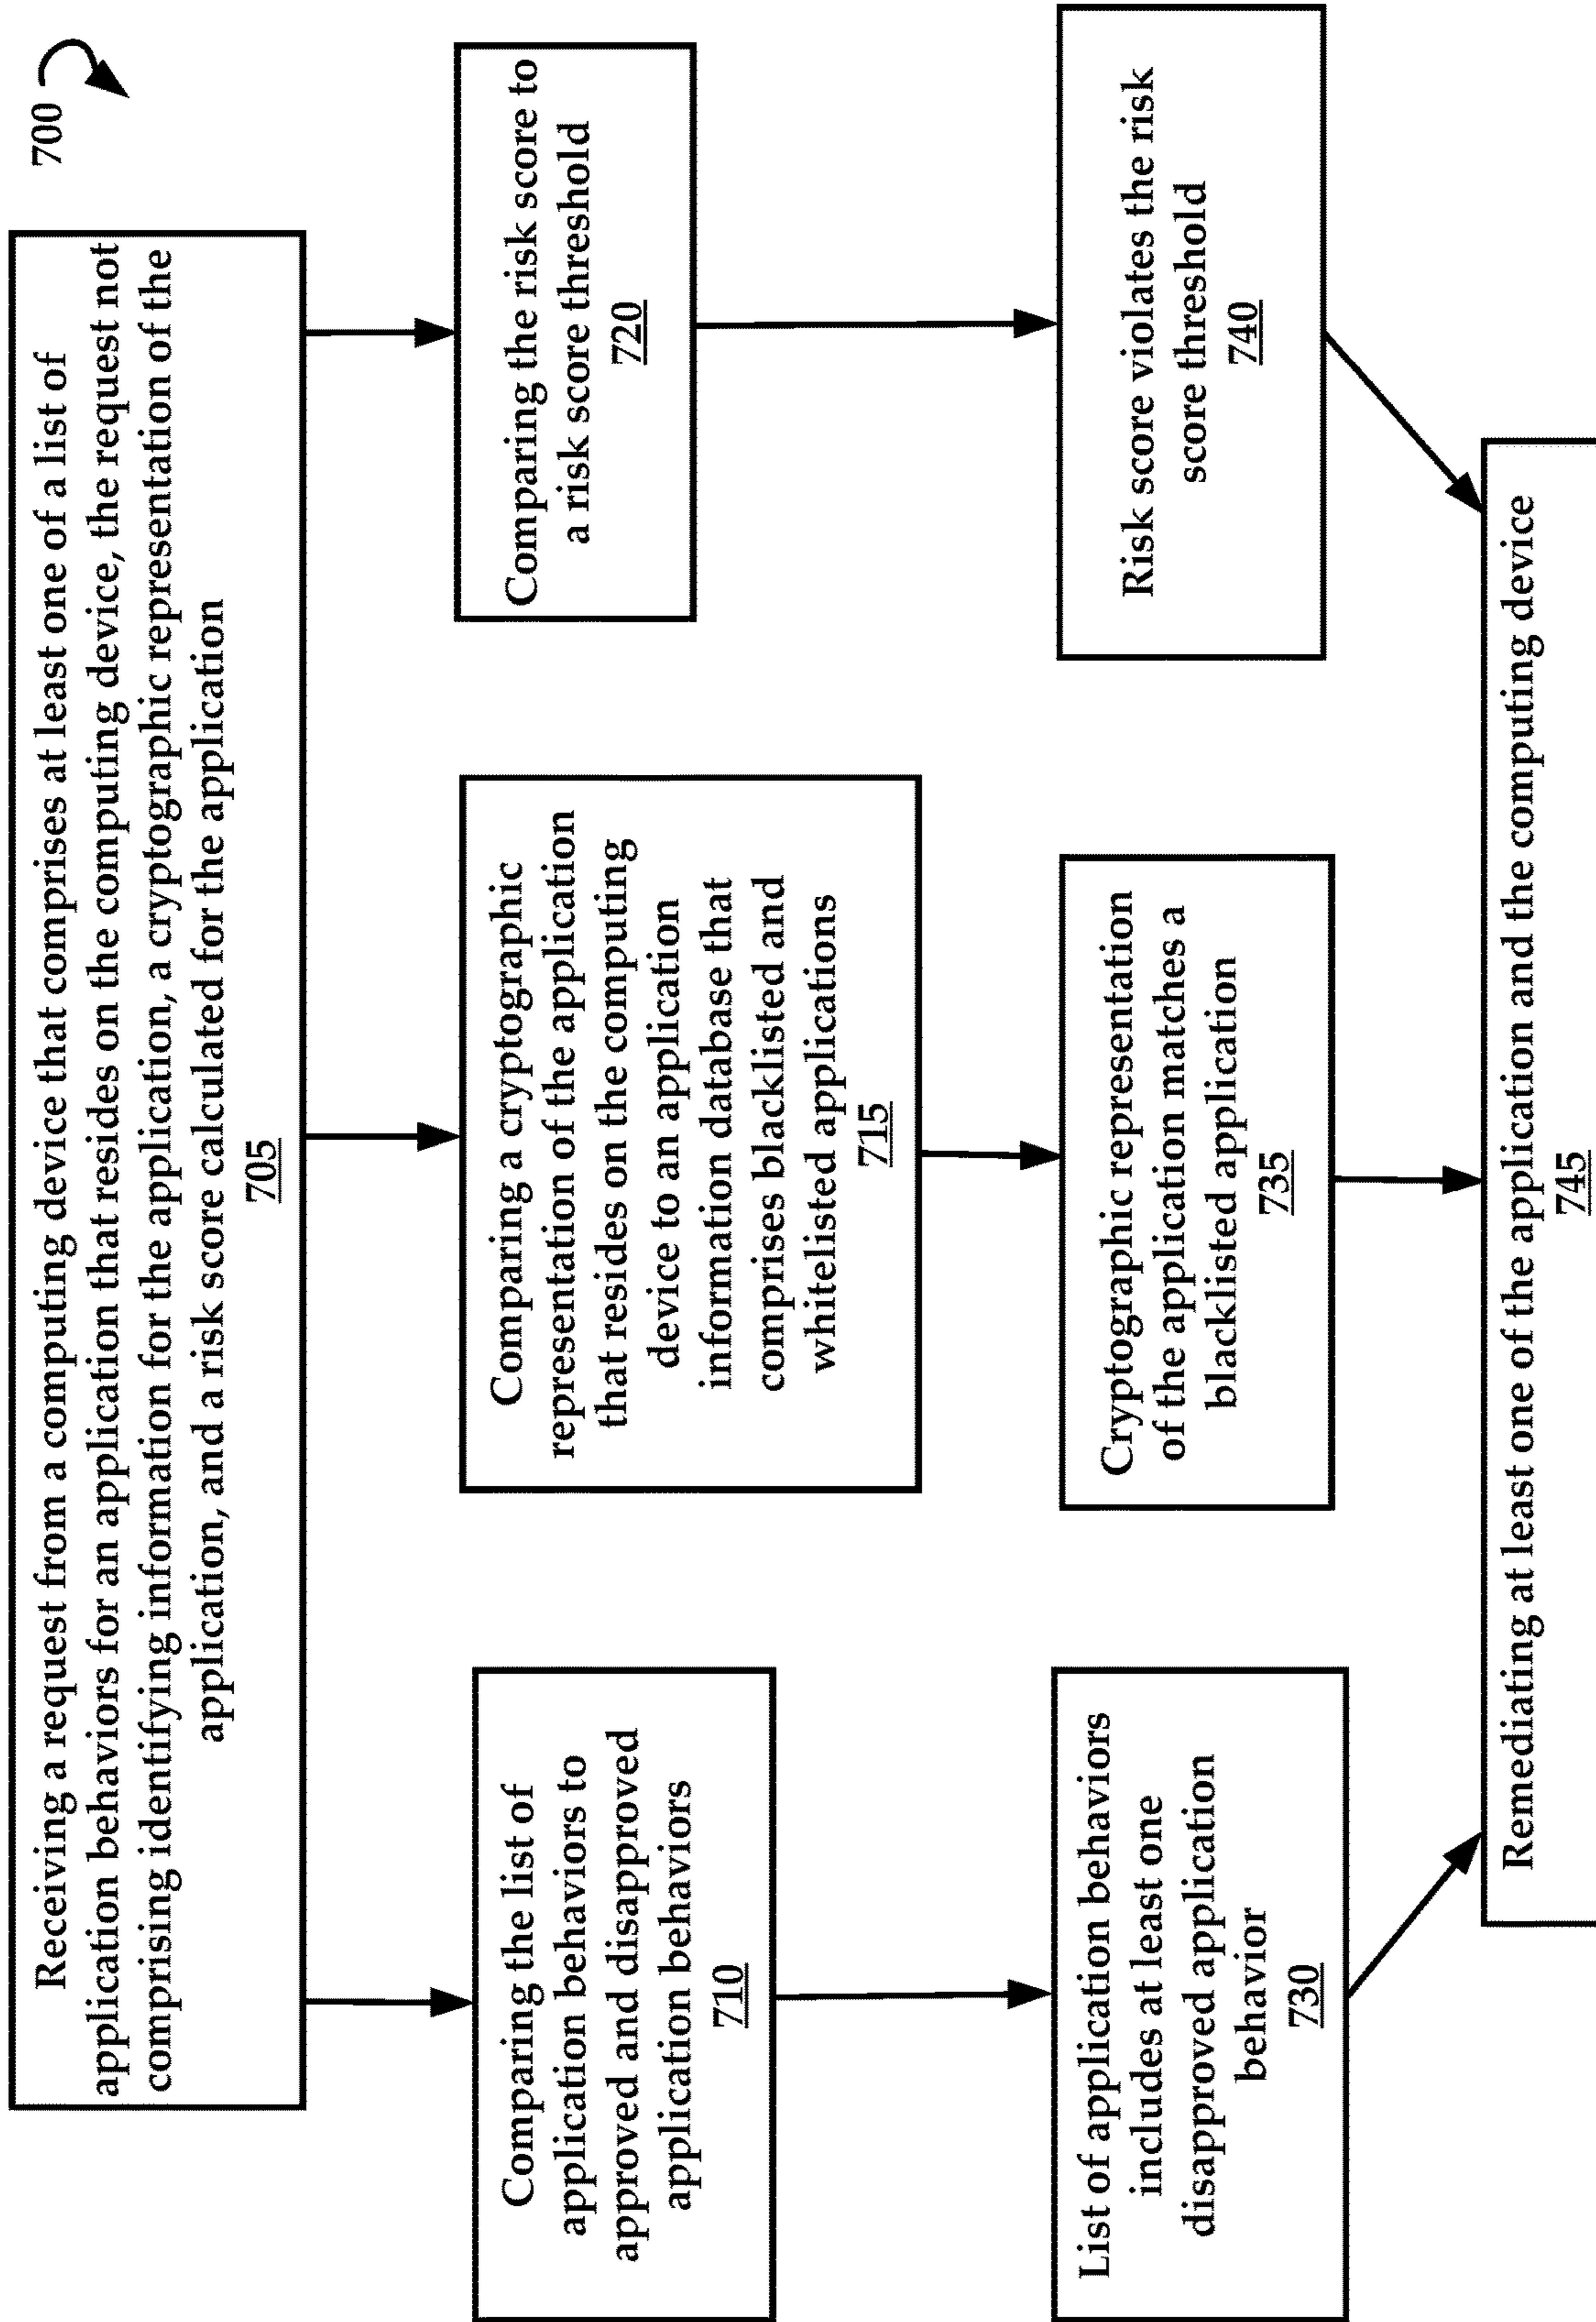 700
Receiving a request from a computing device that comprises at least one of a list of
application behaviors for an application that resides on the computing device, the request not
comprising identifying information for the application, a cryptographic representation of the
application, and a risk score calculated for the application
705
Comparing the list of
application behaviors to
approved and disapproved
application behaviors
710
Comparing a cryptographic
representation of the application
that resides on the computing
device to an application
information database that
comprises blacklisted and
whitelisted applications
715
Comparing the risk score to
a risk score threshold
720
List of application behaviors
includes at least one
disapproved application
behavior
730
Cryptographic representation
of the application matches a
blacklisted application
735
Risk score violates the risk
score threshold
740
Remediating at least one of the application and the computing device
745